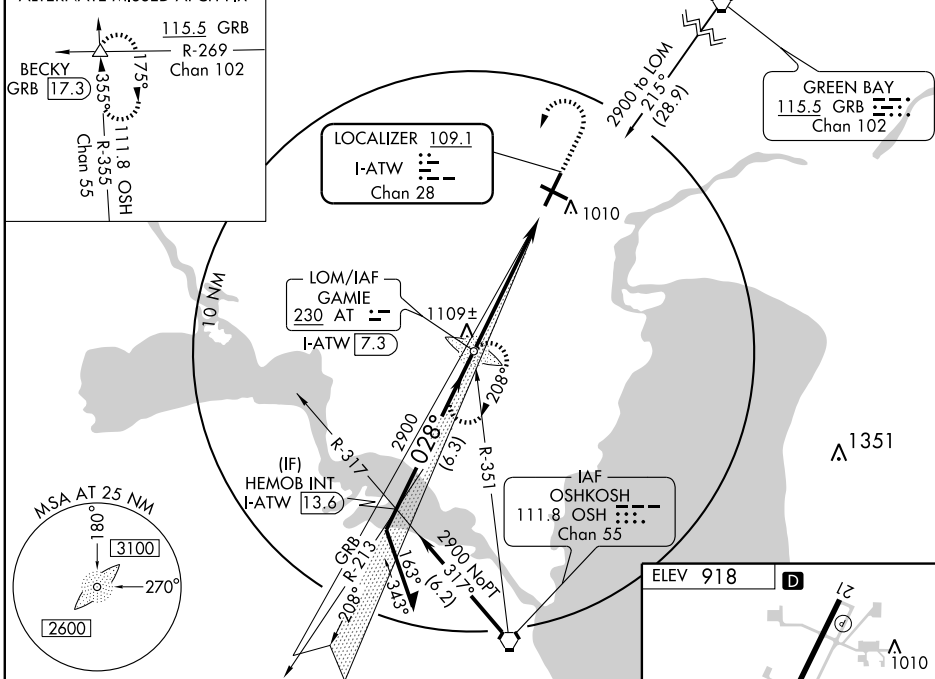 115.5 GRB
R-269
Chan 102
BECKY
GRB 17.3
175°
355°
R-355
111.8 OSH
Chan 55
LOCALIZER 109.1
I-ATW
Chan 28
2900 to LOM
215°
(28.9)
GREEN BAY
115.5 GRB
Chan 102
1010
10 NM
LOM/IAF
GAMIE
230 AT
I-ATW 7.3
1109±
208°
2900
028°
(6.3)
R-317
R-351
(IF)
HEMOB INT
I-ATW 13.6
1351
IAF
OSHKOSH
111.8 OSH
Chan 55
2900 NoPT
317°
(6.2)
GRB
R-213
208°
163°
343°
MSA AT 25 NM
180°
3100
270°
2600
ELEV 918
D
21
P
1010